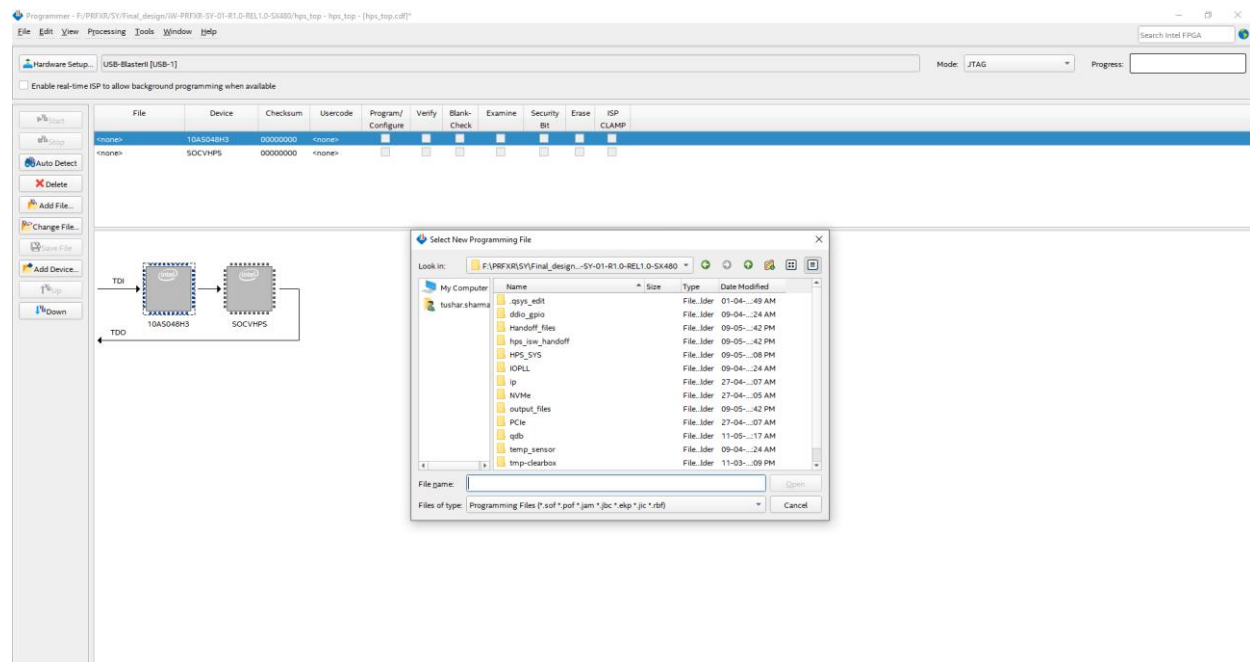 Programmer - F:/PRFXR/SY/Final_design/iW-PRFXR-SY-01-R1.0-REL1.0-SX480/hps_top - hps_top - [hps_top.cdf]*
File Edit View Processing Tools Window Help
Search Intel FPGA
Hardware Setup... USB-BlasterII [USB-1] Mode: JTAG Progress:
Enable real-time ISP to allow background programming when available
Start
Stop
Auto Detect
Delete
Add File...
Change File...
Save File
Add Device...
Up
Down
File Device Checksum Usercode Program/ Configure Verify Blank- Check Examine Security Bit Erase ISP CLAMP
<none> 10AS048H3 00000000 <none>
<none> SOCVHPS 00000000 <none>
TDI
intel intel
10AS048H3 SOCVHPS
TDO
Select New Programming File
Look in: F:\PRFXR\SY\Final_design...-SY-01-R1.0-REL1.0-SX480
My Computer
tushar.sharma
Name Size Type Date Modified
.qsys_edit File...lder 01-04-...:49 AM
ddio_gpio File...lder 09-04-...:24 AM
Handoff_files File...lder 09-05-...:42 PM
hps_isw_handoff File...lder 09-05-...:42 PM
HPS_SYS File...lder 09-05-...:08 PM
IOPLL File...lder 09-04-...:24 AM
ip File...lder 27-04-...:07 AM
NVMe File...lder 27-04-...:05 AM
output_files File...lder 09-05-...:42 PM
PCIe File...lder 27-04-...:07 AM
qdb File...lder 11-05-...:17 AM
temp_sensor File...lder 09-04-...:24 AM
tmp-clearbox File...lder 11-03-...:09 PM
File name: Open
Files of type: Programming Files (*.sof *.pof *.jam *.jbc *.ekp *.jic *.rbf) Cancel